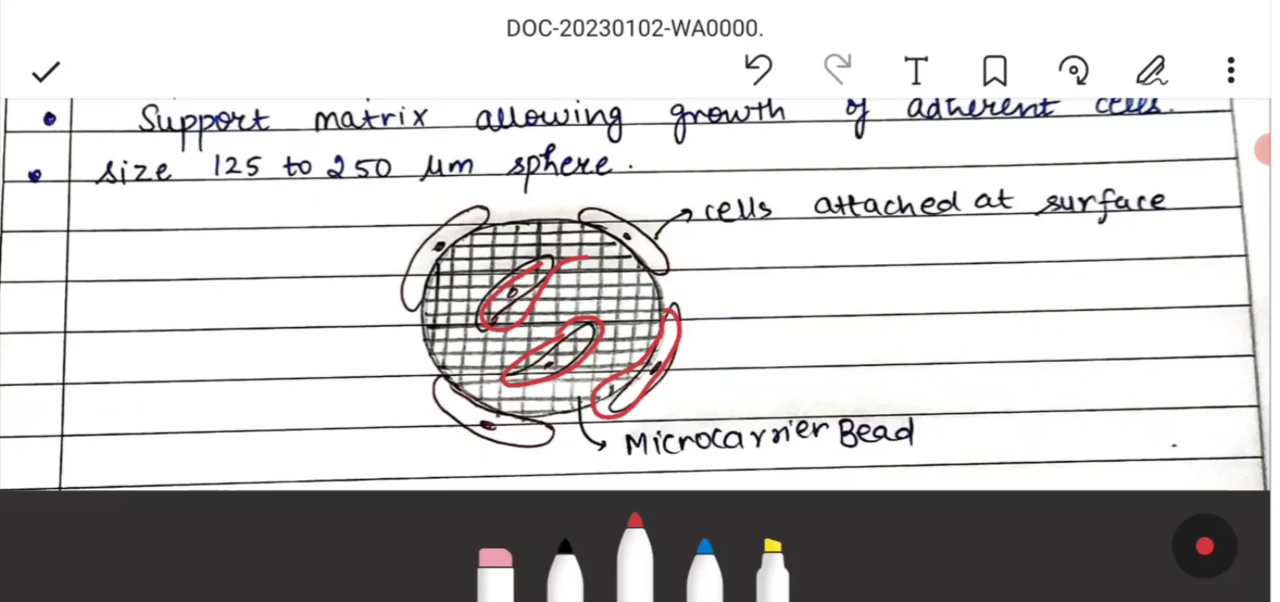 DOC-20230102-WA0000.
T
• Support matrix allowing growth of adherent cells.
• size 125 to 250 μm sphere.
cells attached at surface
Microcarrier Bead